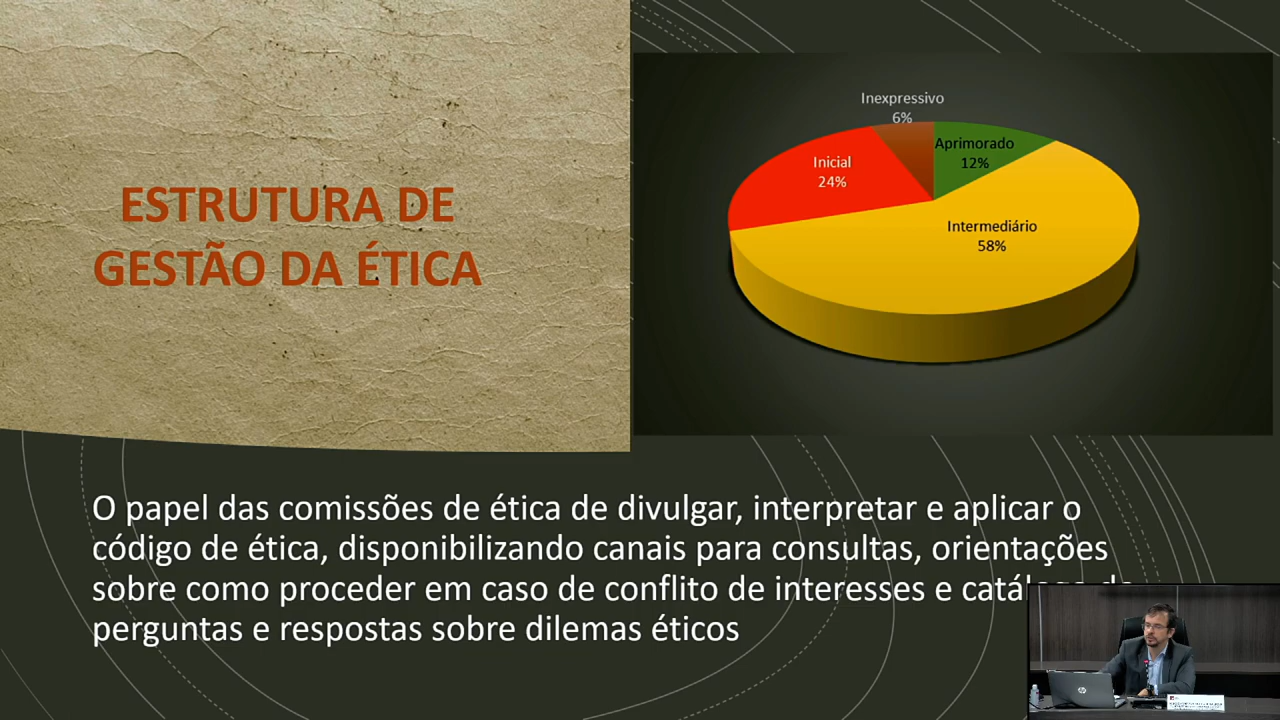 ESTRUTURA DE
GESTÃO DA ÉTICA
Inexpressivo
6%
Aprimorado
12%
Inicial
24%
Intermediário
58%
O papel das comissões de ética de divulgar, interpretar e aplicar o
código de ética, disponibilizando canais para consultas, orientações
sobre como proceder em caso de conflito de interesses e
perguntas e respostas sobre dilemas éticos
hp